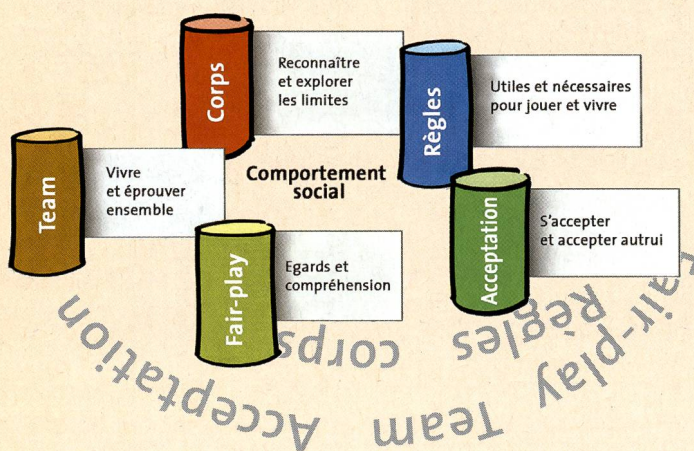 Corps
Reconnaître
et explorer
les limites
Règles
Utiles et nécessaires
pour jouer et vivre
Team
Vivre
et éprouver
ensemble
Comportement
social
Acceptation
S'accepter
et accepter autrui
Fair-play
Egards et
compréhension
corps Règles
Acceptation Team Fair-play